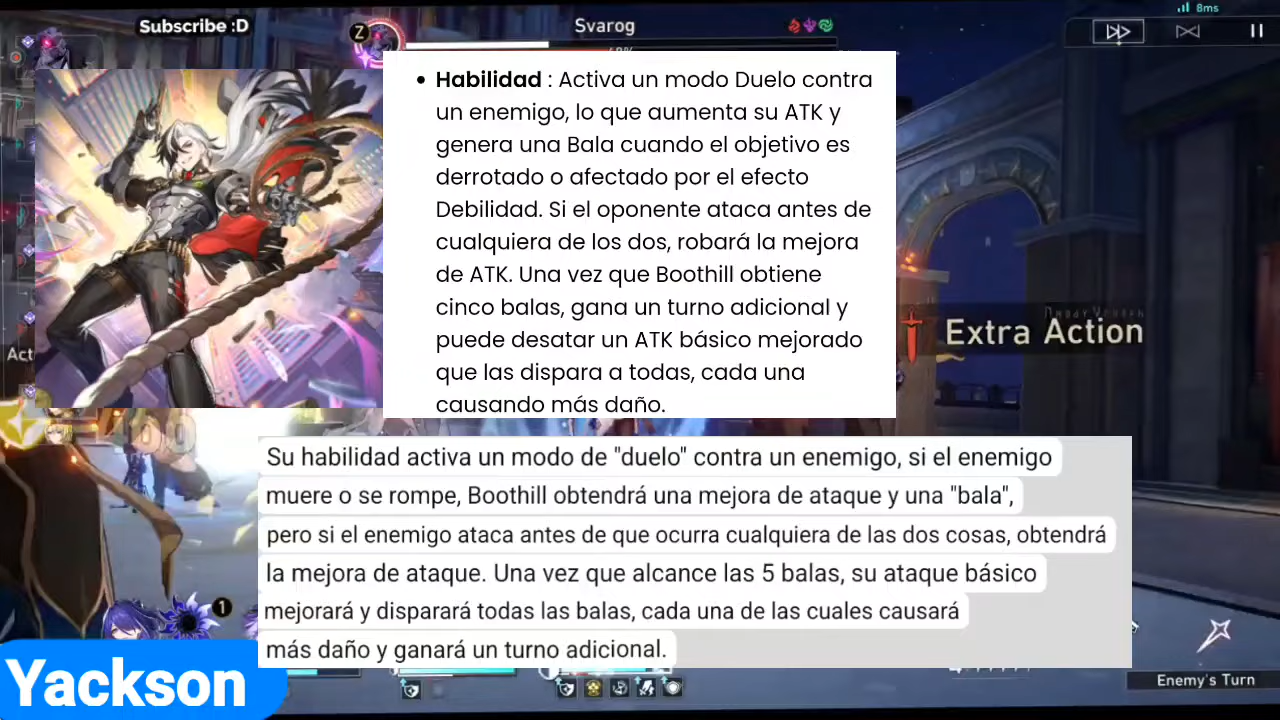 8ms
Subscribe :D
Z
Svarog
Habilidad : Activa un modo Duelo contra
un enemigo, lo que aumenta su ATK y
genera una Bala cuando el objetivo es
derrotado o afectado por el efecto
Debilidad. Si el oponente ataca antes de
cualquiera de los dos, robará la mejora
de ATK. Una vez que Boothill obtiene
cinco balas, gana un turno adicional y
puede desatar un ATK básico mejorado
que las dispara a todas, cada una
causando más daño.
Extra Action
Su habilidad activa un modo de "duelo" contra un enemigo, si el enemigo
muere o se rompe, Boothill obtendrá una mejora de ataque y una "bala",
pero si el enemigo ataca antes de que ocurra cualquiera de las dos cosas, obtendrá
la mejora de ataque. Una vez que alcance las 5 balas, su ataque básico
mejorará y disparará todas las balas, cada una de las cuales causará
más daño y ganará un turno adicional.
1
Yackson
Enemy's Turn